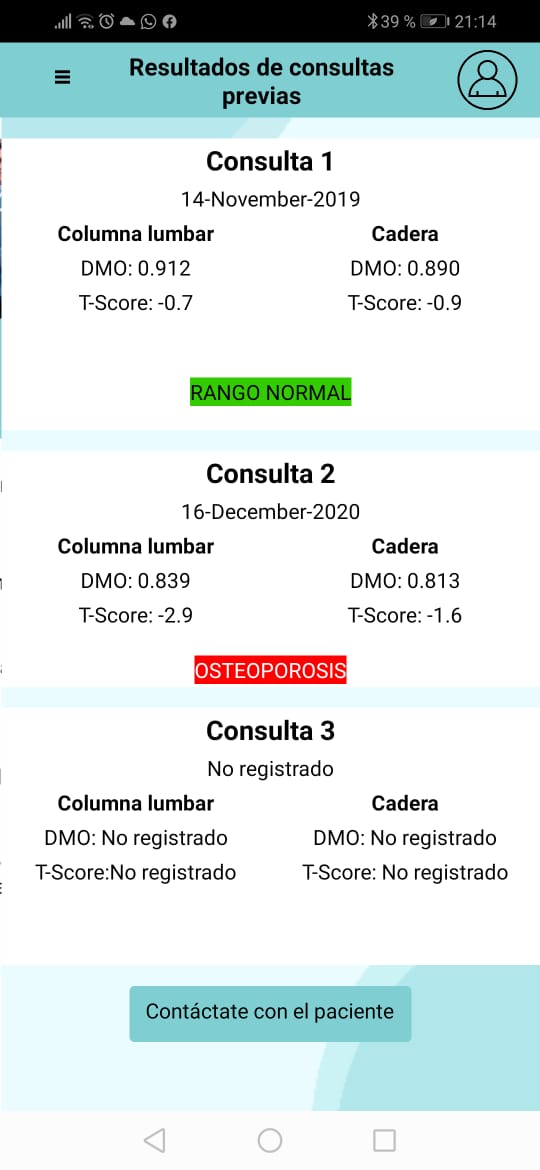 39 % 21:14
Resultados de consultas
previas
Consulta 1
14-November-2019
Columna lumbar Cadera
DMO: 0.912 DMO: 0.890
T-Score: -0.7 T-Score: -0.9
RANGO NORMAL
Consulta 2
16-December-2020
Columna lumbar Cadera
DMO: 0.839 DMO: 0.813
T-Score: -2.9 T-Score: -1.6
OSTEOPOROSIS
Consulta 3
No registrado
Columna lumbar Cadera
DMO: No registrado DMO: No registrado
T-Score:No registrado T-Score: No registrado
Contáctate con el paciente